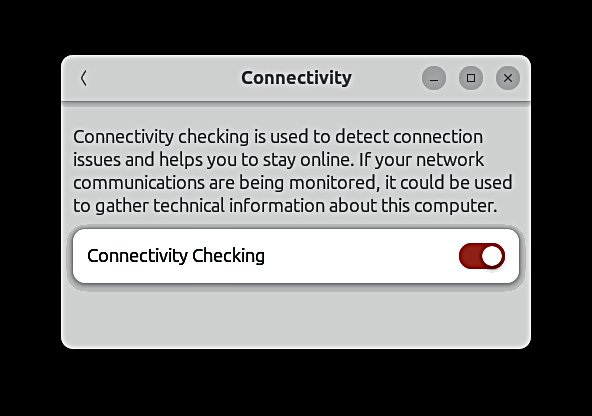 Connectivity
Connectivity checking is used to detect connection
issues and helps you to stay online. If your network
communications are being monitored, it could be used
to gather technical information about this computer.
Connectivity Checking